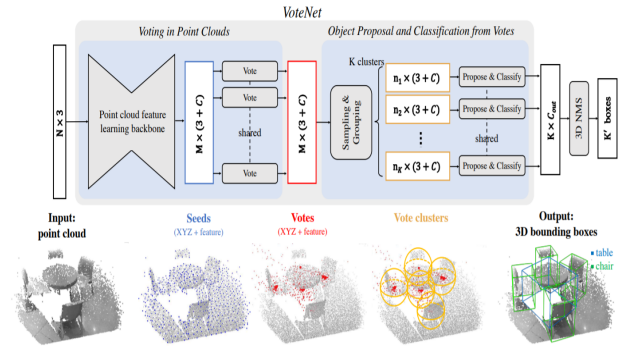 VoteNet
Voting in Point Clouds
Object Proposal and Classification from Votes
N × 3
Point cloud feature
learning backbone
M × (3 + C)
Vote
Vote
shared
Vote
M × (3 + C)
Sampling &
Grouping
K clusters
n₁ × (3 + C)
n₂ × (3 + C)
⋮
n_K × (3 + C)
Propose & Classify
Propose & Classify
shared
Propose & Classify
K × C_out
3D NMS
K′ boxes
Input:
point cloud
Seeds
(XYZ + feature)
Votes
(XYZ + feature)
Vote clusters
Output:
3D bounding boxes
table
chair